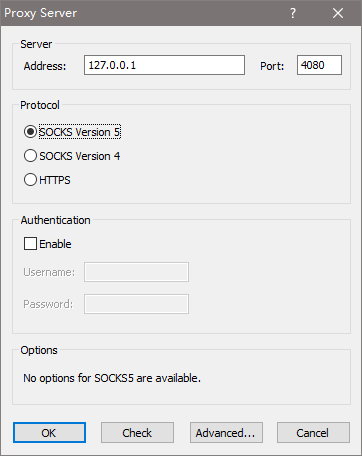 Proxy Server
Server
Address: 127.0.0.1 Port: 4080
Protocol
SOCKS Version 5
SOCKS Version 4
HTTPS
Authentication
Enable
Username:
Password:
Options
No options for SOCKS5 are available.
OK Check Advanced... Cancel